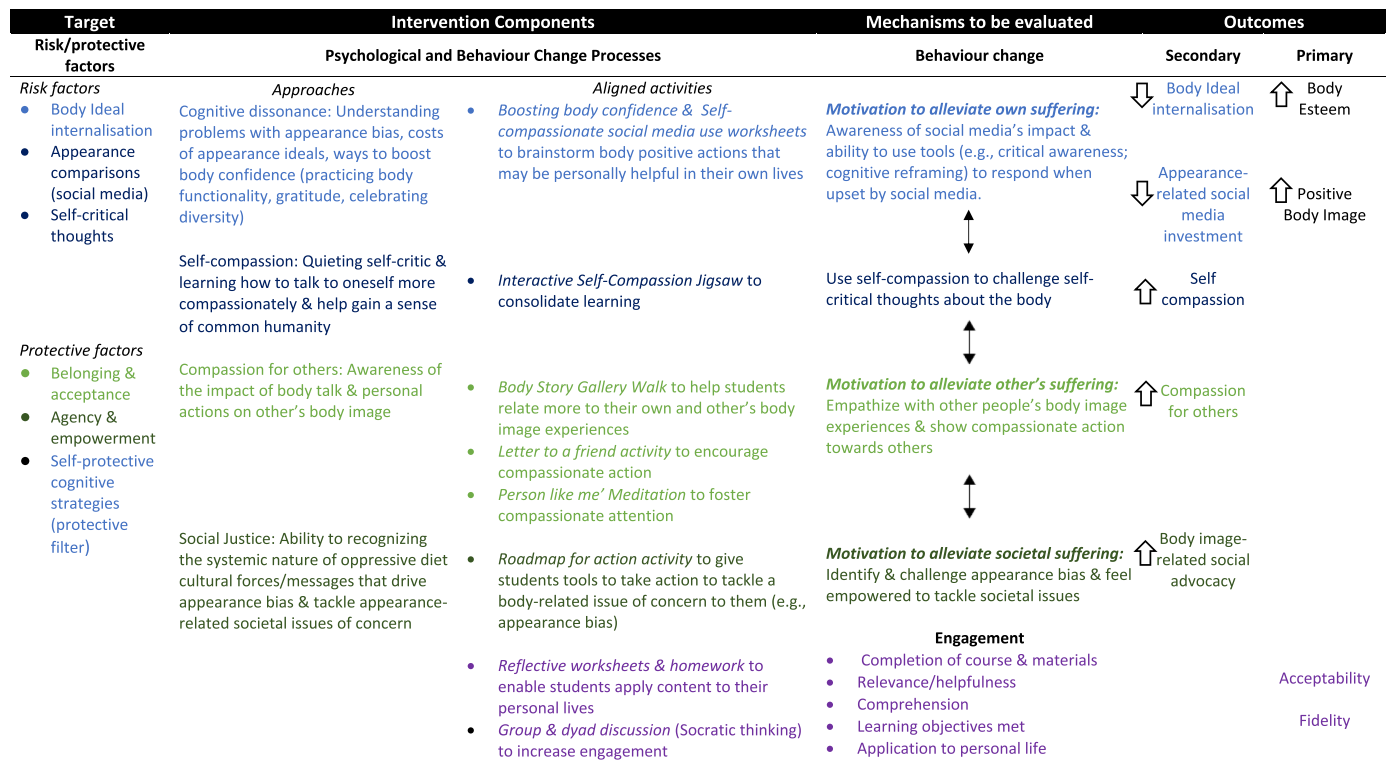 Target
Intervention Components
Mechanisms to be evaluated
Outcomes
Risk/protective
factors
Psychological and Behaviour Change Processes
Behaviour change
Secondary
Primary
Risk factors
● Body Ideal
internalisation
● Appearance
comparisons
(social media)
● Self-critical
thoughts
Protective factors
● Belonging &
acceptance
● Agency &
empowerment
● Self-protective
cognitive
strategies
(protective
filter)
Approaches
Cognitive dissonance: Understanding
problems with appearance bias, costs
of appearance ideals, ways to boost
body confidence (practicing body
functionality, gratitude, celebrating
diversity)
Self-compassion: Quieting self-critic &
learning how to talk to oneself more
compassionately & help gain a sense
of common humanity
Compassion for others: Awareness of
the impact of body talk & personal
actions on other's body image
Social Justice: Ability to recognizing
the systemic nature of oppressive diet
cultural forces/messages that drive
appearance bias & tackle appearance-
related societal issues of concern
Aligned activities
• Boosting body confidence & Self-
compassionate social media use worksheets
to brainstorm body positive actions that
may be personally helpful in their own lives
• Interactive Self-Compassion Jigsaw to
consolidate learning
• Body Story Gallery Walk to help students
relate more to their own and other's body
image experiences
• Letter to a friend activity to encourage
compassionate action
• Person like me' Meditation to foster
compassionate attention
• Roadmap for action activity to give
students tools to take action to tackle a
body-related issue of concern to them (e.g.,
appearance bias)
• Reflective worksheets & homework to
enable students apply content to their
personal lives
• Group & dyad discussion (Socratic thinking)
to increase engagement
Motivation to alleviate own suffering:
Awareness of social media's impact &
ability to use tools (e.g., critical awareness;
cognitive reframing) to respond when
upset by social media.
Use self-compassion to challenge self-
critical thoughts about the body
Motivation to alleviate other's suffering:
Empathize with other people's body image
experiences & show compassionate action
towards others
Motivation to alleviate societal suffering:
Identify & challenge appearance bias & feel
empowered to tackle societal issues
Engagement
• Completion of course & materials
• Relevance/helpfulness
• Comprehension
• Learning objectives met
• Application to personal life
Body Ideal
internalisation
Appearance-
related social
media
investment
Self
compassion
Compassion
for others
Body image-
related social
advocacy
Body
Esteem
Positive
Body Image
Acceptability
Fidelity